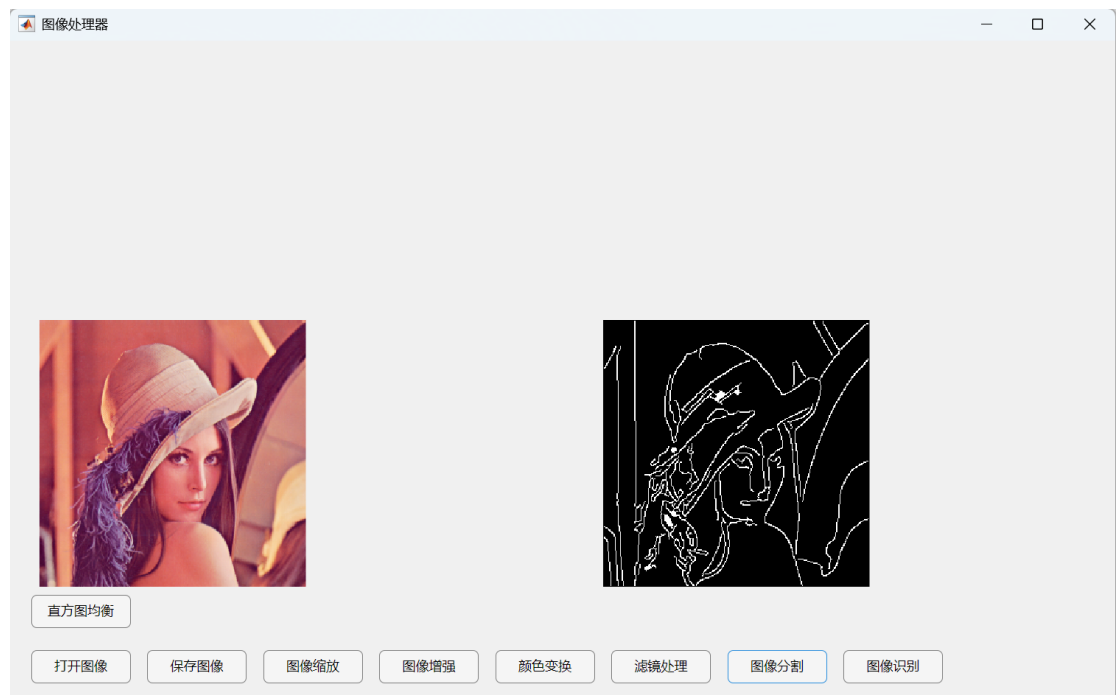 图像处理器
直方图均衡
打开图像
保存图像
图像缩放
图像增强
颜色变换
滤镜处理
图像分割
图像识别